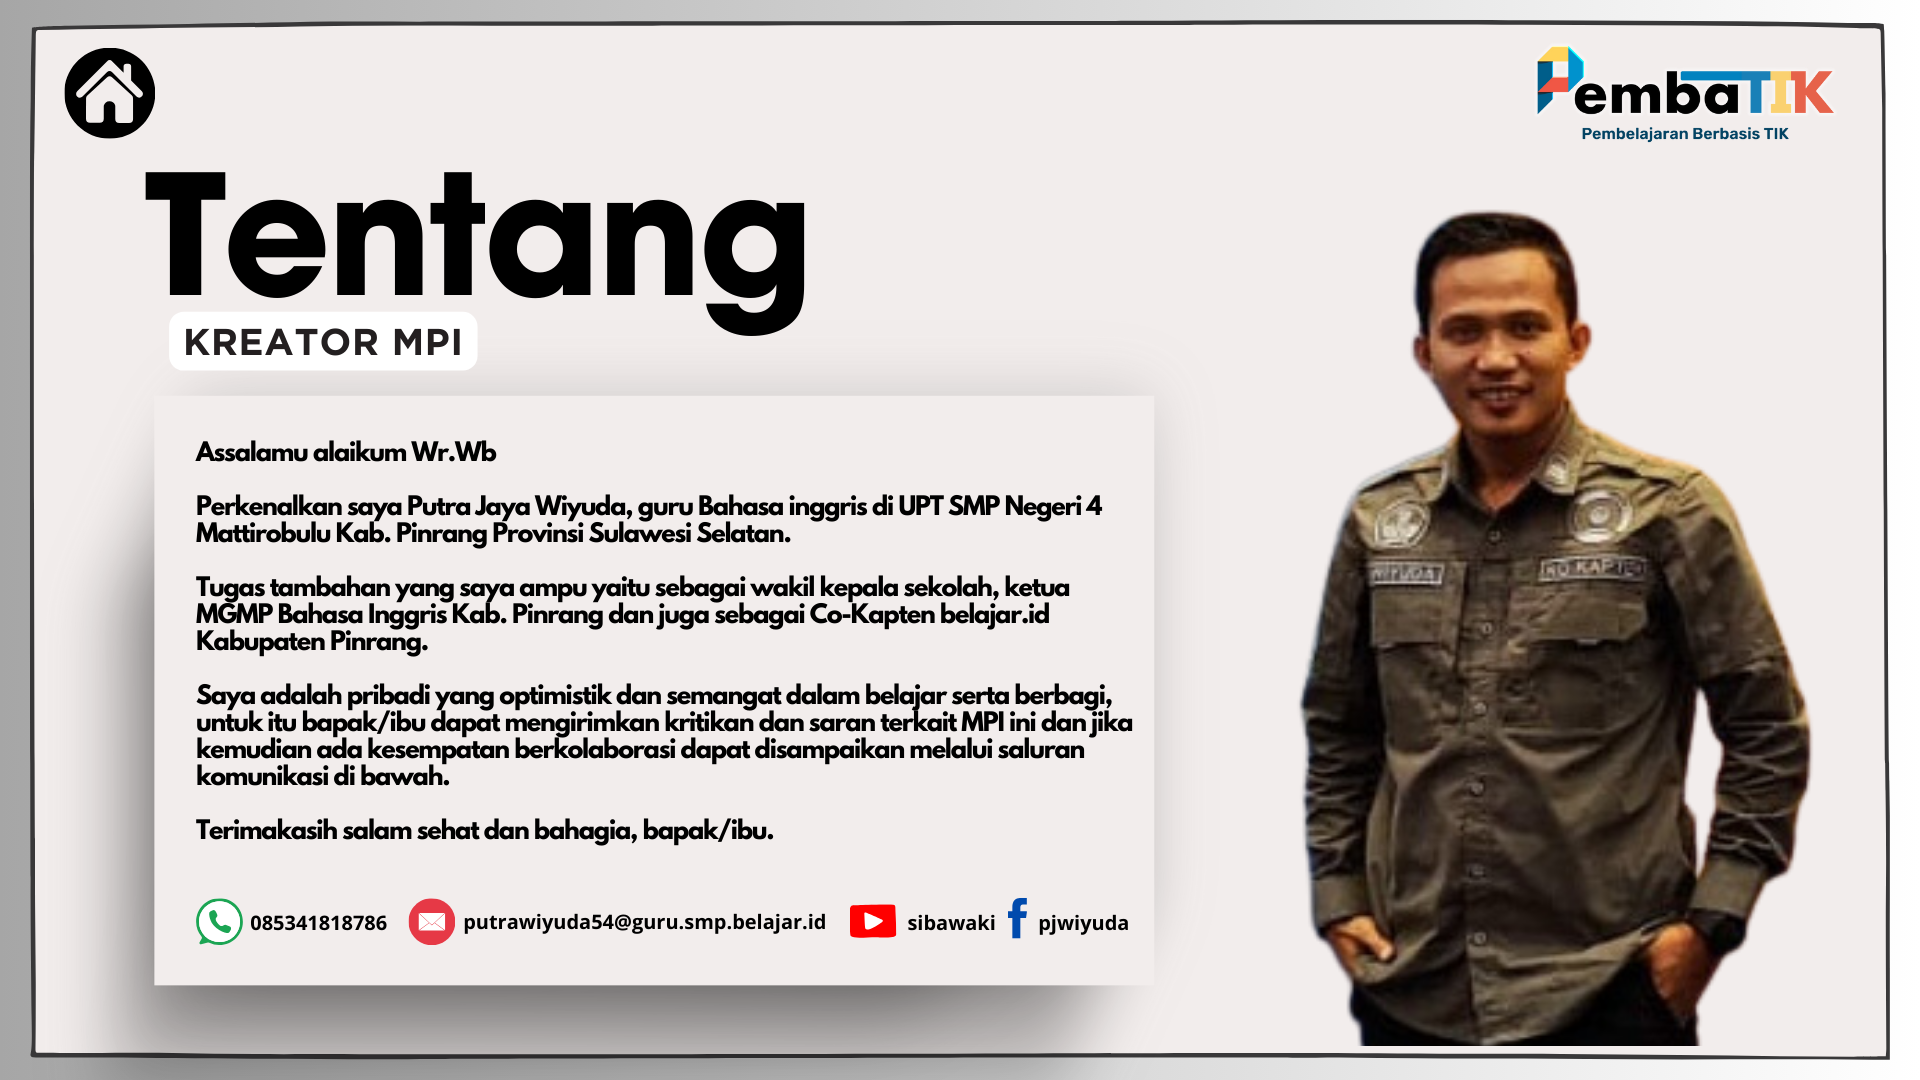 PembaTIK
Pembelajaran Berbasis TIK
Tentang
KREATOR MPI
Assalamu alaikum Wr.Wb
Perkenalkan saya Putra Jaya Wiyuda, guru Bahasa inggris di UPT SMP Negeri 4
Mattirobulu Kab. Pinrang Provinsi Sulawesi Selatan.
Tugas tambahan yang saya ampu yaitu sebagai wakil kepala sekolah, ketua
MGMP Bahasa Inggris Kab. Pinrang dan juga sebagai Co-Kapten belajar.id
Kabupaten Pinrang.
Saya adalah pribadi yang optimistik dan semangat dalam belajar serta berbagi,
untuk itu bapak/ibu dapat mengirimkan kritikan dan saran terkait MPI ini dan jika
kemudian ada kesempatan berkolaborasi dapat disampaikan melalui saluran
komunikasi di bawah.
Terimakasih salam sehat dan bahagia, bapak/ibu.
085341818786 putrawiyuda54@guru.smp.belajar.id sibawaki pjwiyuda
WIYUDA